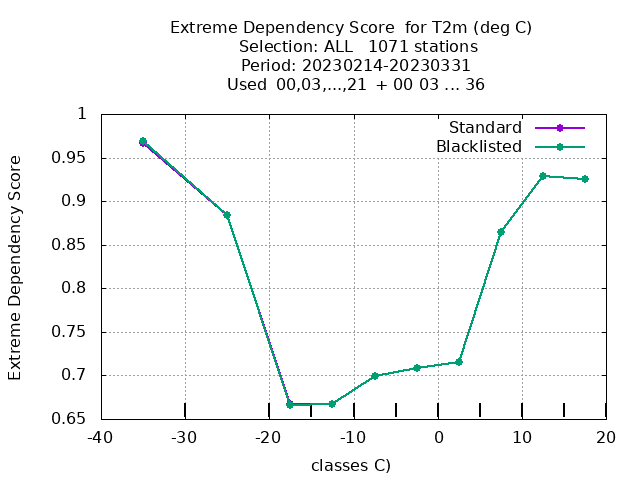 Extreme Dependency Score  for T2m (deg C)
Selection: ALL   1071 stations
Period: 20230214-20230331
Used  00,03,...,21  + 00 03 ... 36
Standard
Blacklisted
Extreme Dependency Score
1
0.95
0.9
0.85
0.8
0.75
0.7
0.65
-40
-30
-20
-10
0
10
20
classes C)